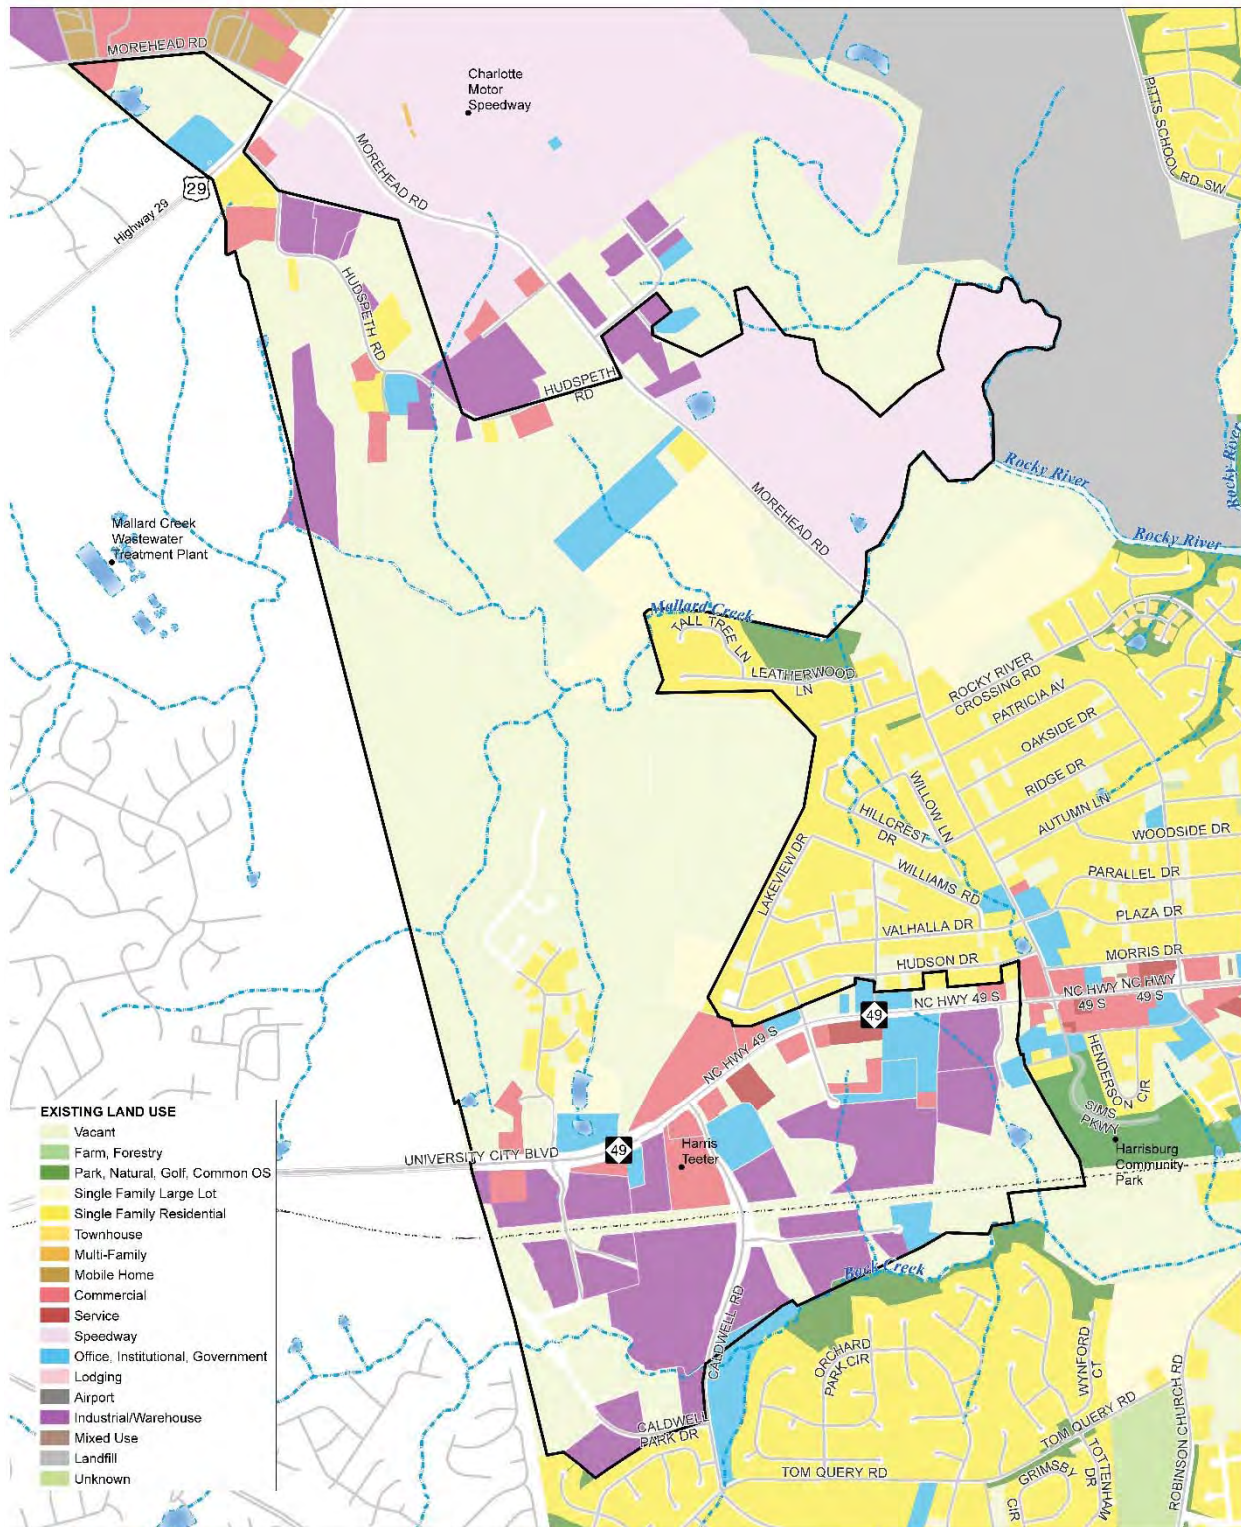 MOREHEAD RD
Charlotte
Motor
Speedway
PITTS SCHOOL RD SW
MOREHEAD RD
29
Highway 29
HUDSPETH RD
HUDSPETH
RD
Rocky River
Rocky River
Rocky River
MOREHEAD RD
Mallard Creek
Wastewater
Treatment Plant
Mallard Creek
TALL TREE LN
LEATHERWOOD
LN
ROCKY RIVER
CROSSING RD
PATRICIA AV
OAKSIDE DR
RIDGE DR
AUTUMN LN
WILLOW LN
HILLCREST
DR
WOODSIDE DR
LAKEVIEW DR
WILLIAMS RD
PARALLEL DR
PLAZA DR
VALHALLA DR
HUDSON DR
MORRIS DR
NC HWY 49 S
NC HWY
49 S
NC HWY
49 S
49
NC HWY 49 S
HENDERSON
CIR
SIMS
PKWY
Harrisburg
Community
Park
Harris
Teeter
49
UNIVERSITY CITY BLVD
EXISTING LAND USE
Vacant
Farm, Forestry
Park, Natural, Golf, Common OS
Single Family Large Lot
Single Family Residential
Townhouse
Multi-Family
Mobile Home
Commercial
Service
Speedway
Office, Institutional, Government
Lodging
Airport
Industrial/Warehouse
Mixed Use
Landfill
Unknown
Back Creek
CALDWELL RD
ORCHARD
PARK CIR
WYNFORD
CT
CALDWELL
PARK DR
TOM QUERY RD
TOM QUERY RD
GRIMSBY
CIR
TOTTENHAM
DR
ROBINSON CHURCH RD